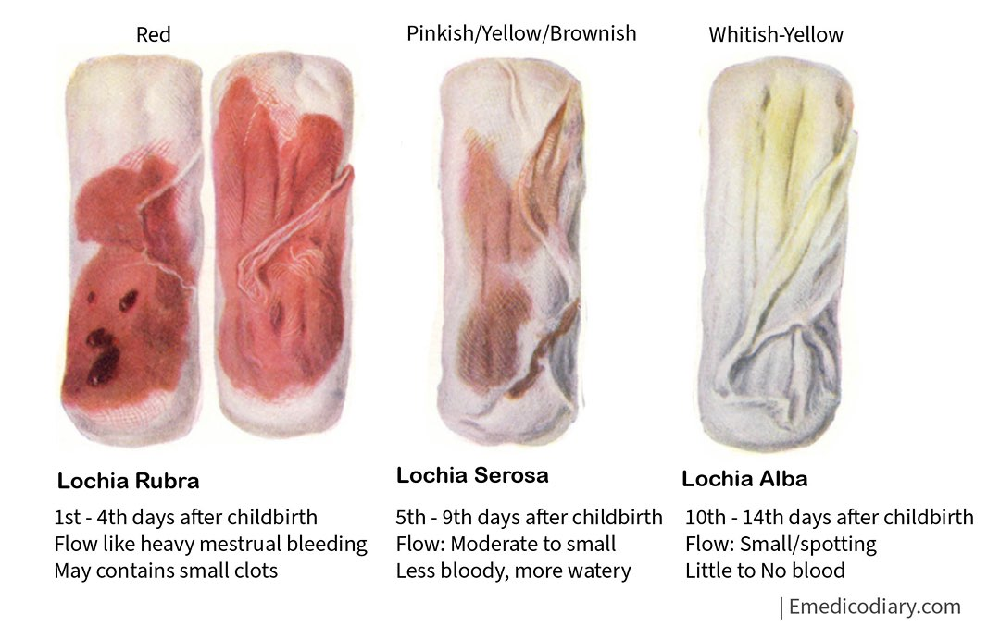 Red
Pinkish/Yellow/Brownish
Whitish-Yellow
Lochia Rubra
1st - 4th days after childbirth
Flow like heavy mestrual bleeding
May contains small clots
Lochia Serosa
5th - 9th days after childbirth
Flow: Moderate to small
Less bloody, more watery
Lochia Alba
10th - 14th days after childbirth
Flow: Small/spotting
Little to No blood
| Emedicodiary.com